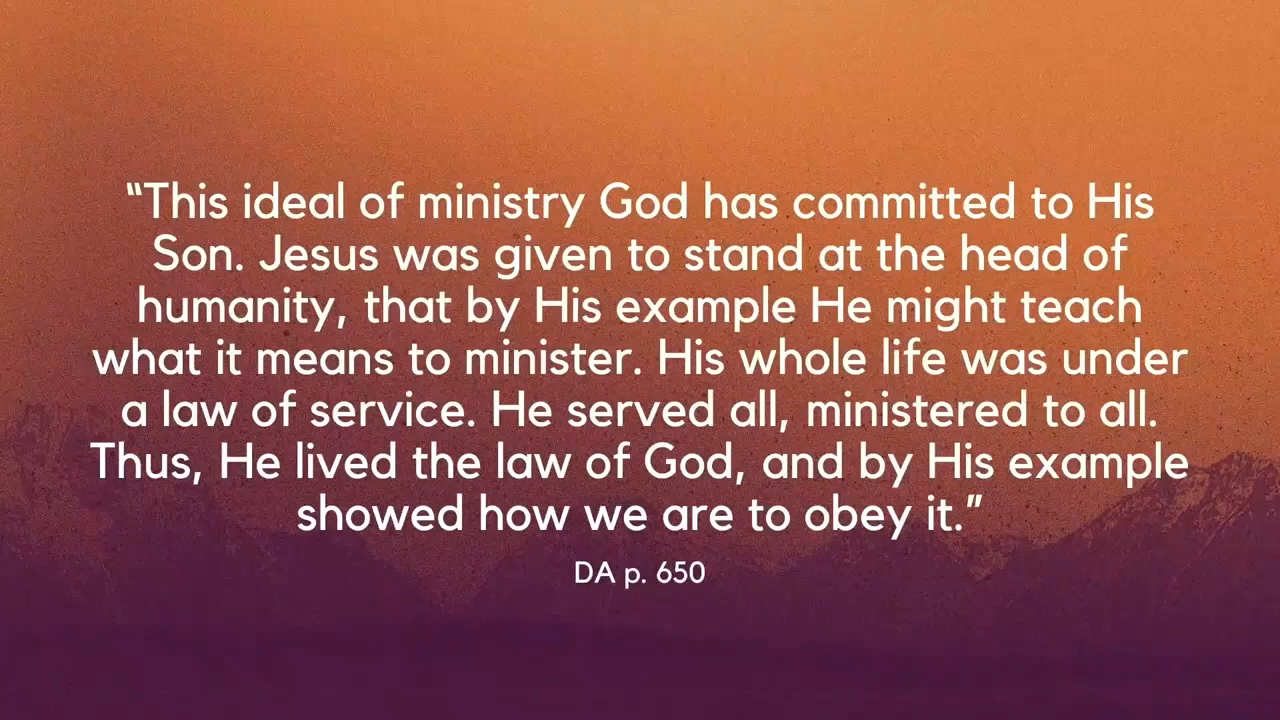 “This ideal of ministry God has committed to His
Son. Jesus was given to stand at the head of
humanity, that by His example He might teach
what it means to minister. His whole life was under
a law of service. He served all, ministered to all.
Thus, He lived the law of God, and by His example
showed how we are to obey it.”
DA p. 650